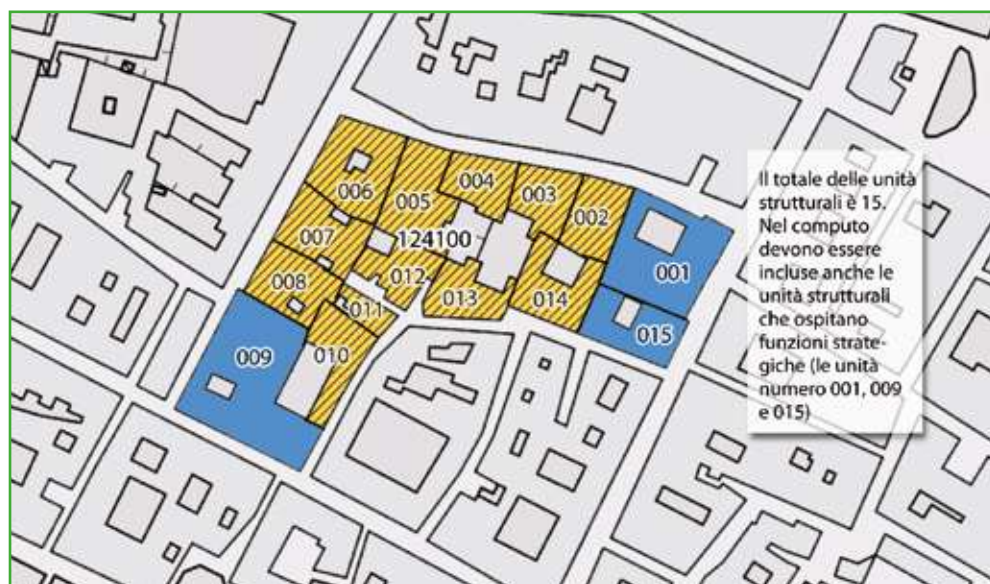 Il totale delle unità
strutturali è 15.
Nel computo
devono essere
incluse anche le
unità strutturali
che ospitano
funzioni strate-
giche (le unità
numero 001, 009
e 015)
006
005
004
003
002
001
007
124100
008
012
011
013
014
015
009
010